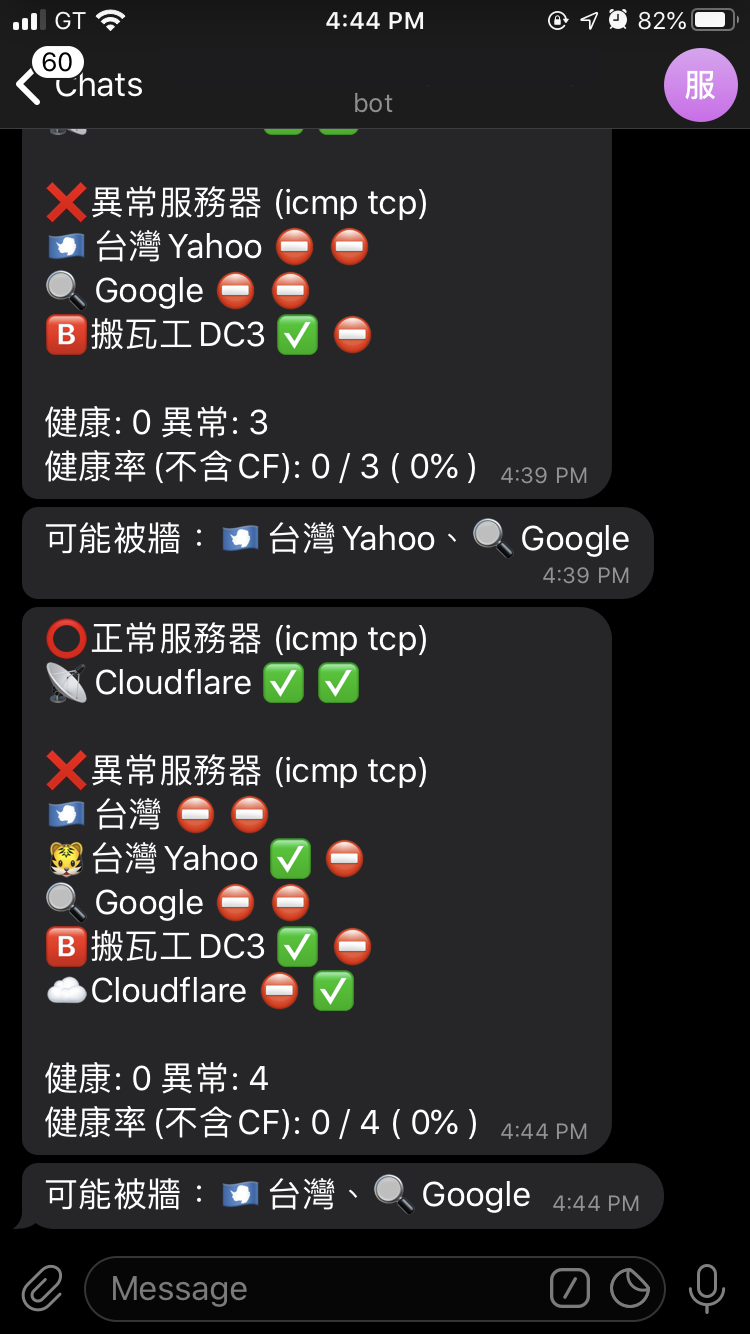 GT 4:44 PM 82%
60
Chats
bot
服
❌異常服務器 (icmp tcp)
🇦🇶 台灣 Yahoo ⛔ ⛔
🔍 Google ⛔ ⛔
🅱搬瓦工 DC3 ✅ ⛔
健康: 0 異常: 3
健康率 (不含 CF): 0 / 3 ( 0% ) 4:39 PM
可能被牆： 🇦🇶 台灣 Yahoo、🔍 Google
4:39 PM
⭕正常服務器 (icmp tcp)
📡 Cloudflare ✅ ✅
❌異常服務器 (icmp tcp)
🇦🇶 台灣 ⛔ ⛔
🐯 台灣 Yahoo ✅ ⛔
🔍 Google ⛔ ⛔
🅱搬瓦工 DC3 ✅ ⛔
☁️Cloudflare ⛔ ✅
健康: 0 異常: 4
健康率 (不含 CF): 0 / 4 ( 0% ) 4:44 PM
可能被牆： 🇦🇶 台灣、🔍 Google 4:44 PM
Message